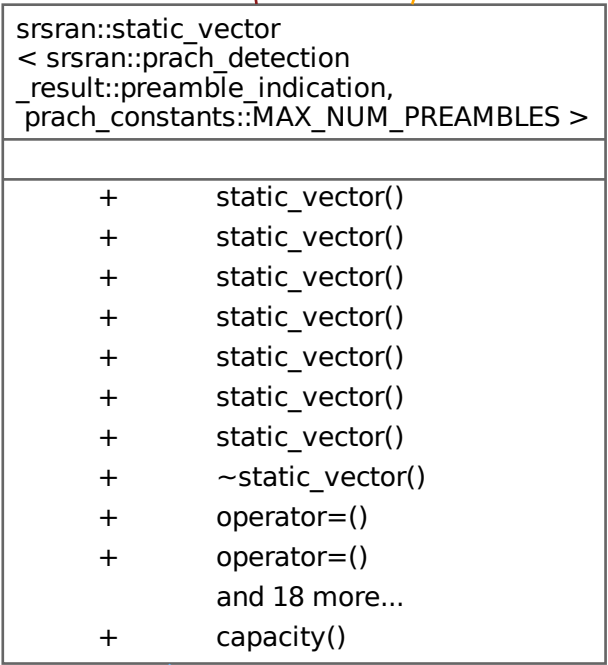 srsran::static_vector
< srsran::prach_detection
_result::preamble_indication,
prach_constants::MAX_NUM_PREAMBLES >
+ static_vector()
+ static_vector()
+ static_vector()
+ static_vector()
+ static_vector()
+ static_vector()
+ static_vector()
+ ~static_vector()
+ operator=()
+ operator=()
and 18 more...
+ capacity()